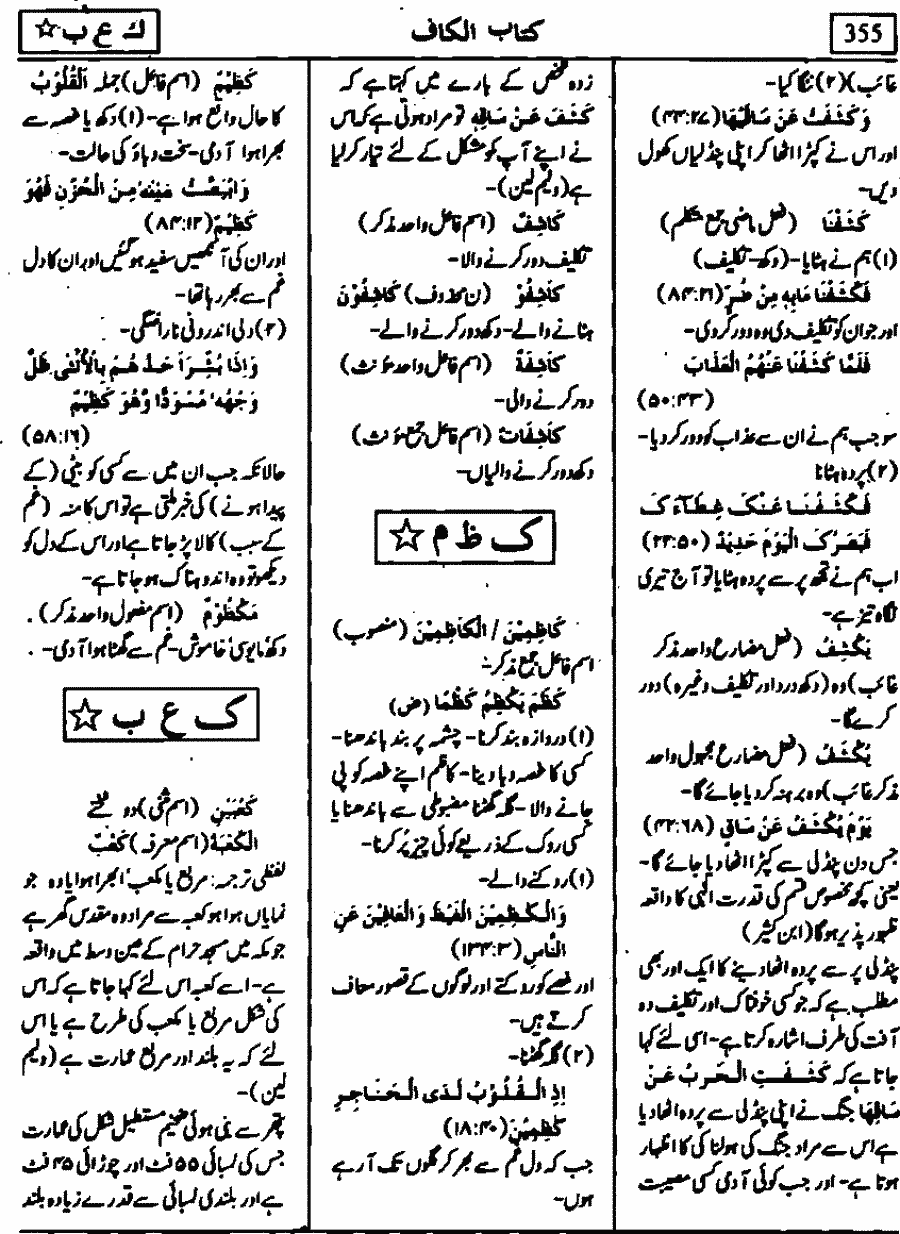 355
کتاب الکاف
ك ع ب ☆
غائب)(۲) ننگا کیا-
وَكَشَفَتْ عَنْ سَاقَيْهَا (۴۴:۲۷)
اور اس نے کپڑا اٹھا کر اپنی پنڈلیاں کھول
دیں-
كَشَفْنَا (فعل ماضی جمع متکلم)
(۱) ہم نے ہٹایا-(دکھ- تکلیف)
فَكَشَفْنَا مَابِهِ مِنْ ضُرٍّ (۸۴:۲۱)
اور جوان کو تکلیف دی وہ دور کردی-
فَلَمَّا كَشَفْنَا عَنْهُمُ الْعَذَابَ
(۵۰:۴۳)
سو جب ہم نے ان سے عذاب کو دور کر دیا-
(۲) پردہ ہٹانا
فَكَشَفْنَا عَنْكَ غِطَآءَكَ
فَبَصَرُكَ الْيَوْمَ حَدِيْدٌ (۲۲:۵۰)
اب ہم نے تجھ پر سے پردہ ہٹایا تو آج تیری
نگاہ تیز ہے-
يَكْشِفُ (فعل مضارع واحد مذکر
غائب) وہ (دکھ درد اور تکلیف وغیرہ) دور
کرے گا-
يُكْشَفُ (فعل مضارع مجہول واحد
مذکر غائب) وہ برہنہ کردیا جائے گا-
يَوْمَ يُكْشَفُ عَنْ سَاقٍ (۴۲:۶۸)
جس دن پنڈلی سے کپڑا اٹھا دیا جائے گا-
یعنی کچھ مخصوص قسم کی قدرت الٰہی کا واقعہ
ظہور پذیر ہوگا (ابن کثیر)
پنڈلی پر سے پردہ اٹھا دینے کا ایک اور بھی
مطلب ہے کہ جو کسی خوفناک اور تکلیف دہ
آفت کی طرف اشارہ کرتا ہے- اسی لئے کہا
جاتا ہے کہ كَشَفَتِ الْحَرْبُ عَنْ
سَاقِهَا جنگ نے اپنی پنڈلی سے پردہ اٹھا دیا
ہے اس سے مراد جنگ کی ہولناکی کا اظہار
ہوتا ہے- اور جب کوئی آدمی کسی مصیبت
زدہ شخص کے بارے میں کہتا ہے کہ
كَشَفَ عَنْ سَاقِهِ تو مراد ہوتی ہے کہ اس
نے اپنے آپ کو مشکل کے لئے تیار کر لیا
ہے (ولیم لین)-
كَاشِفٌ (اسم فاعل واحد مذکر)
تکلیف دور کرنے والا-
كَاشِفُوْ (ن محذوف) كَاشِفُوْنَ
ہٹانے والے- دکھ دور کرنے والے-
كَاشِفَةٌ (اسم فاعل واحد مؤنث)
دور کرنے والی-
كَاشِفَاتٌ (اسم فاعل جمع مؤنث)
دکھ دور کرنے والیاں-
ک ظ م ☆
كَاظِمِيْنَ / الْكَاظِمِيْنَ (منصوب)
اسم فاعل جمع مذکر-
كَظَمَ يَكْظِمُ كَظْمًا (ض)
(۱) دروازہ بند کرنا- چشمہ پر بند باندھنا-
کسی کا غصہ دبا دینا- کاظم اپنے غصہ کو پی
جانے والا- گلہ گھٹنا مضبوطی سے باندھنا یا
کسی روک کے ذریعے کوئی چیز پُر کرنا-
(۱) روکنے والے-
وَالْكٰظِمِيْنَ الْغَيْظَ وَالْعَافِيْنَ عَنِ
النَّاسِ (۱۳۴:۳)
اور غصے کو روکتے اور لوگوں کے قصور معاف
کرتے ہیں-
(۲) گلہ گھٹنا-
اِذِ الْقُلُوْبُ لَدَى الْحَنَاجِرِ
كٰظِمِيْنَ (۱۸:۴۰)
جب کہ دل غم سے بھر کر گلوں تک آ رہے
ہوں-
كَظِيْمٌ (اسم فاعل) جملہ اَلْقُلُوْبُ
کا حال واقع ہوا ہے-(۱) دکھ یا غصہ سے
بھرا ہوا آدمی- سخت دباؤ کی حالت-
وَابْيَضَّتْ عَيْنٰهُ مِنَ الْحُزْنِ فَهُوَ
كَظِيْمٌ (۸۴:۱۲)
اور ان کی آنکھیں سفید ہوگئیں اور ان کا دل
غم سے بھر رہا تھا-
(۲) دلی اندرونی ناراضگی-
وَاِذَا بُشِّرَ اَحَدُهُمْ بِالْاُنْثٰى ظَلَّ
وَجْهُهٗ مُسْوَدًّا وَّهُوَ كَظِيْمٌ
(۵۸:۱۶)
حالانکہ جب ان میں سے کسی کو بیٹی (کے
پیدا ہونے) کی خبر ملتی ہے تو اس کا منہ (غم
کے سبب) کالا پڑ جاتا ہے اور اس کے دل کو
دیکھو تو وہ اندوہناک ہو جاتا ہے-
مَكْظُوْمٌ (اسم مفعول واحد مذکر)
دکھ' مایوسی' خاموش- غم سے گھٹا ہوا آدمی-
ک ع ب ☆
كَعْبَيْنِ (اسم مثنی) دو ٹخنے
الْكَعْبَةُ (اسم معرفہ) كَعْبٌ
لفظی ترجمہ: مربع یا کعب' ابھرا ہوا یا وہ جو
نمایاں ہوا ہو کعبہ سے مراد وہ مقدس گھر ہے
جو مکہ میں مسجد حرام کے عین وسط میں واقعہ
ہے- اسے کعبہ اس لئے کہا جاتا ہے کہ اس
کی شکل مربع یا کعب کی طرح ہے یا اس
لئے کہ یہ بلند اور مربع عمارت ہے (ولیم
لین)-
پتھر سے بنی ہوئی ضخیم مستطیل شکل کی عمارت
جس کی لمبائی ۵۵ فٹ اور چوڑائی ۴۵ فٹ
ہے اور بلندی لمبائی سے قدرے زیادہ بلند